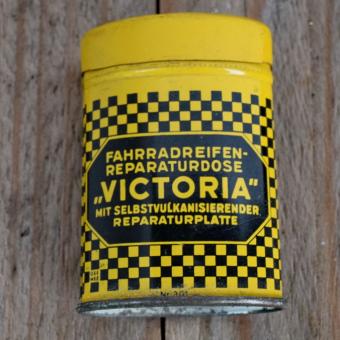 FAHRRADREIFEN-
REPARATURDOSE
„VICTORIA"
MIT SELBSTVULKANISIERENDER
REPARATURPLATTE